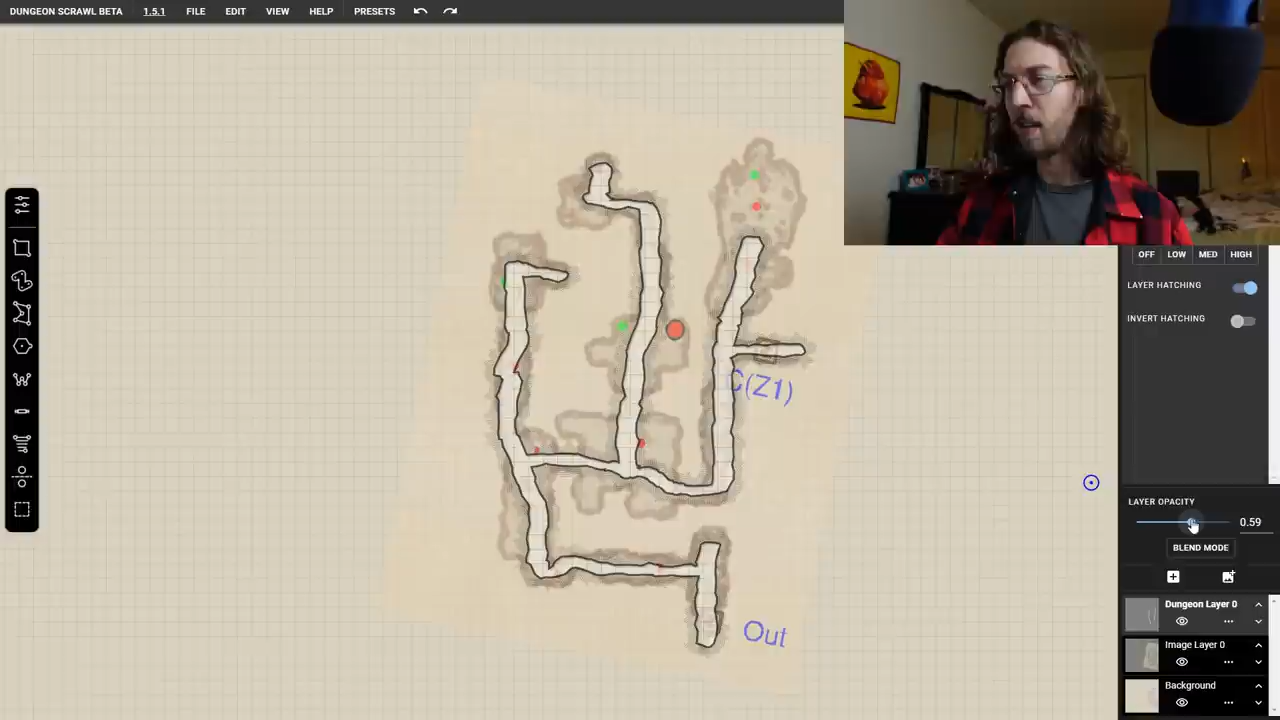 DUNGEON SCRAWL BETA 1.5.1 FILE EDIT VIEW HELP PRESETS
OFF LOW MED HIGH
LAYER HATCHING
INVERT HATCHING
C(Z1)
LAYER OPACITY
0.59
BLEND MODE
Dungeon Layer 0
Out
Image Layer 0
Background